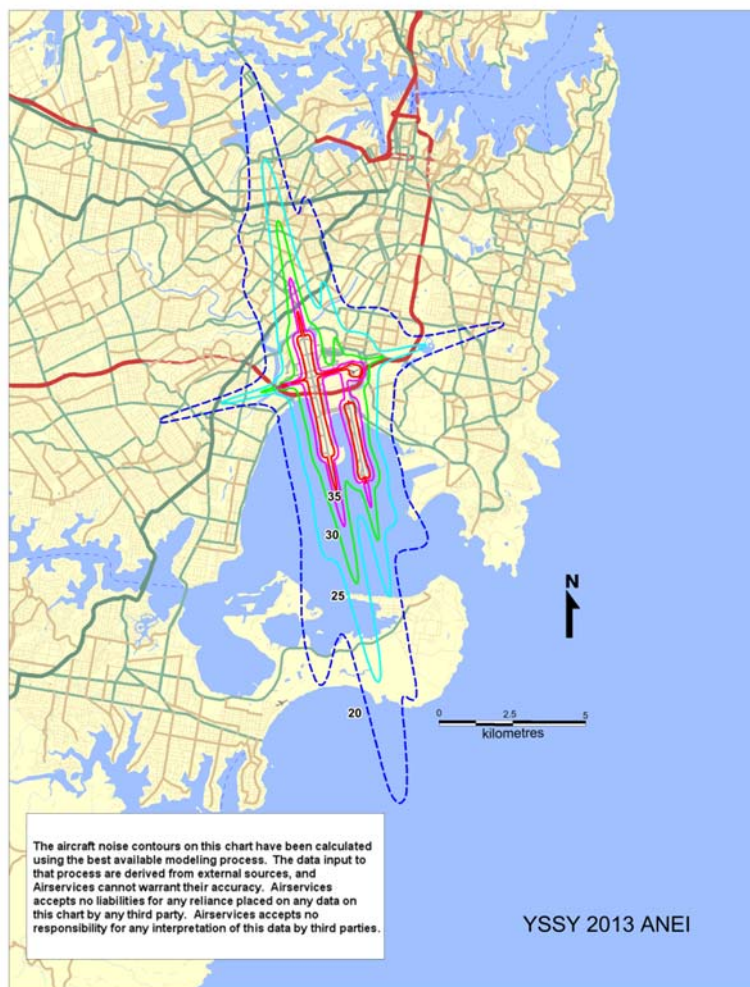 35
30
25
20
N
0 2.5 5
kilometres
The aircraft noise contours on this chart have been calculated
using the best available modeling process. The data input to
that process are derived from external sources, and
Airservices cannot warrant their accuracy. Airservices
accepts no liabilities for any reliance placed on any data on
this chart by any third party. Airservices accepts no
responsibility for any interpretation of this data by third parties.
YSSY 2013 ANEI